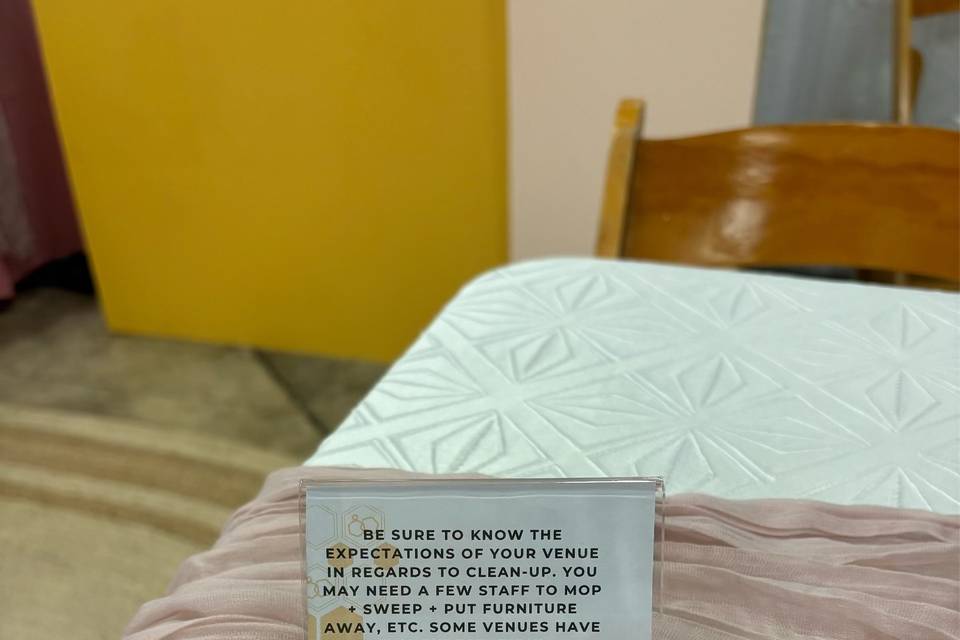 BE SURE TO KNOW THE
EXPECTATIONS OF YOUR VENUE
IN REGARDS TO CLEAN-UP. YOU
MAY NEED A FEW STAFF TO MOP
+ SWEEP + PUT FURNITURE
AWAY, ETC. SOME VENUES HAVE